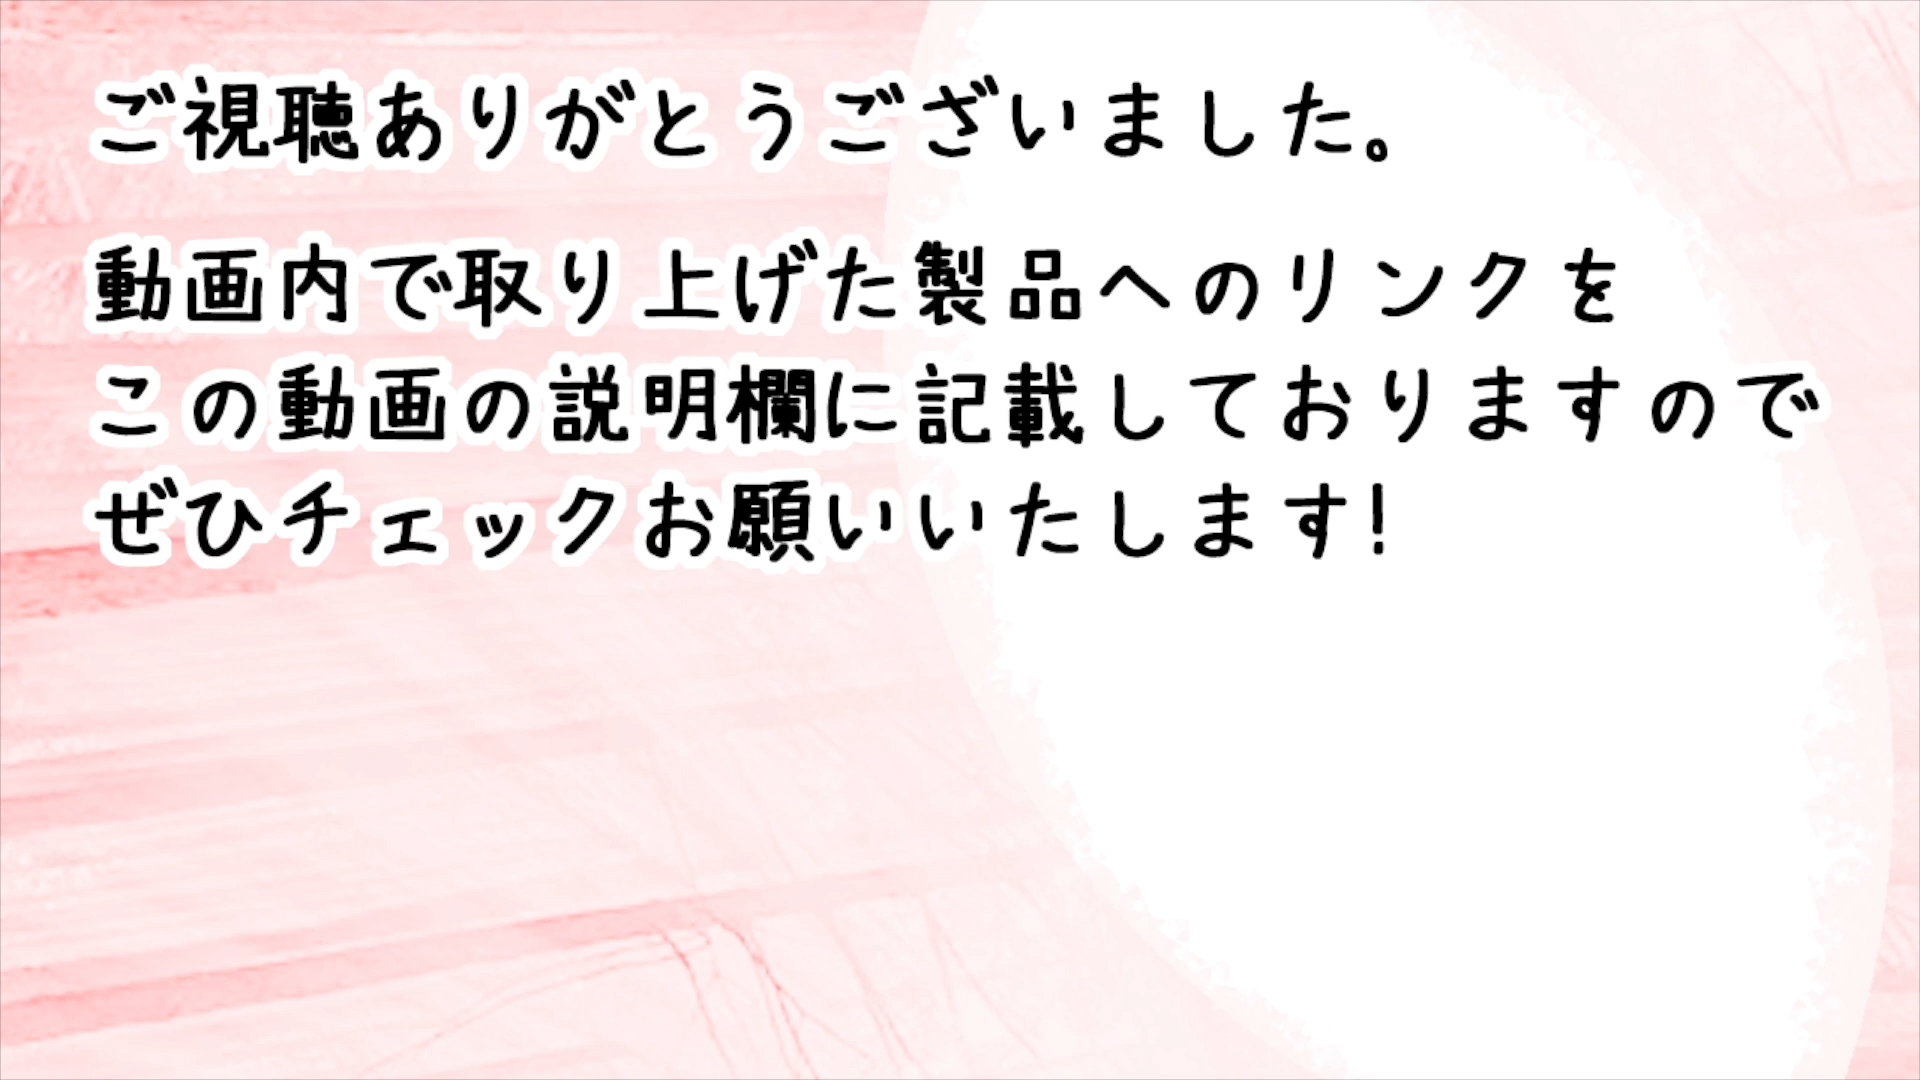 ご視聴ありがとうございました。
動画内で取り上げた製品へのリンクを
この動画の説明欄に記載しておりますので
ぜひチェックお願いいたします!